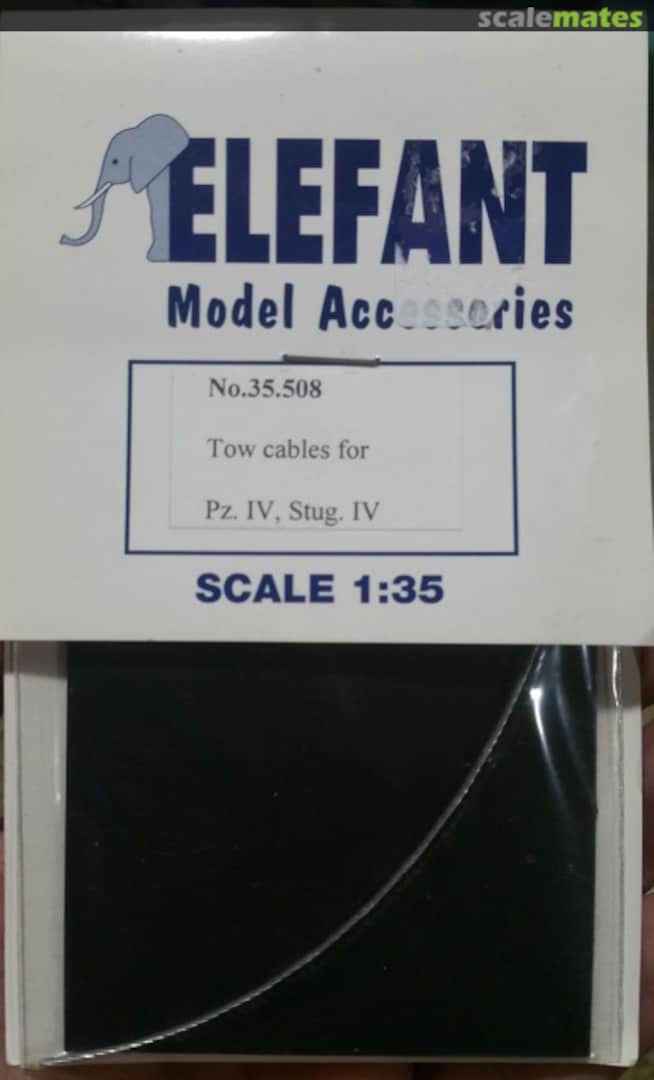 scalemates
ELEFANT
Model Accessories
No.35.508
Tow cables for
Pz. IV, Stug. IV
SCALE 1:35